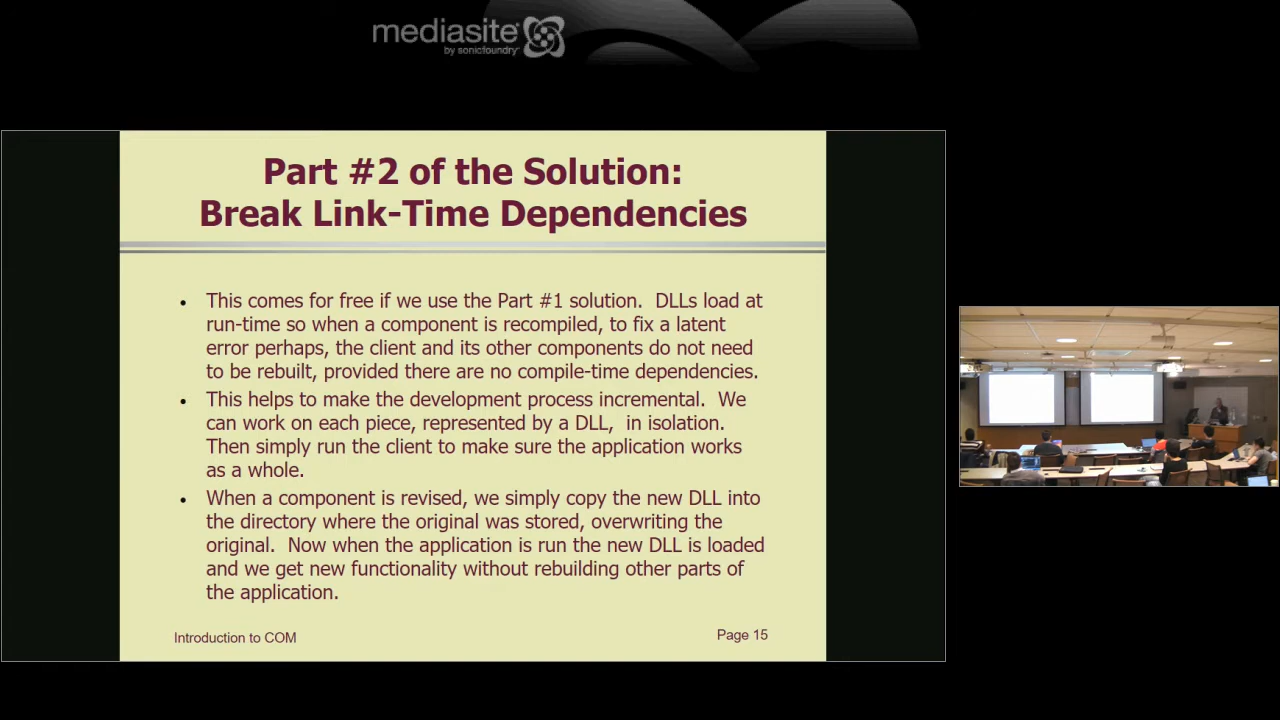 mediasite
by sonicfoundry
Part #2 of the Solution:
Break Link-Time Dependencies
• This comes for free if we use the Part #1 solution.  DLLs load at
run-time so when a component is recompiled, to fix a latent
error perhaps, the client and its other components do not need
to be rebuilt, provided there are no compile-time dependencies.
• This helps to make the development process incremental.  We
can work on each piece, represented by a DLL,  in isolation.
Then simply run the client to make sure the application works
as a whole.
• When a component is revised, we simply copy the new DLL into
the directory where the original was stored, overwriting the
original.  Now when the application is run the new DLL is loaded
and we get new functionality without rebuilding other parts of
the application.
Introduction to COM
Page 15